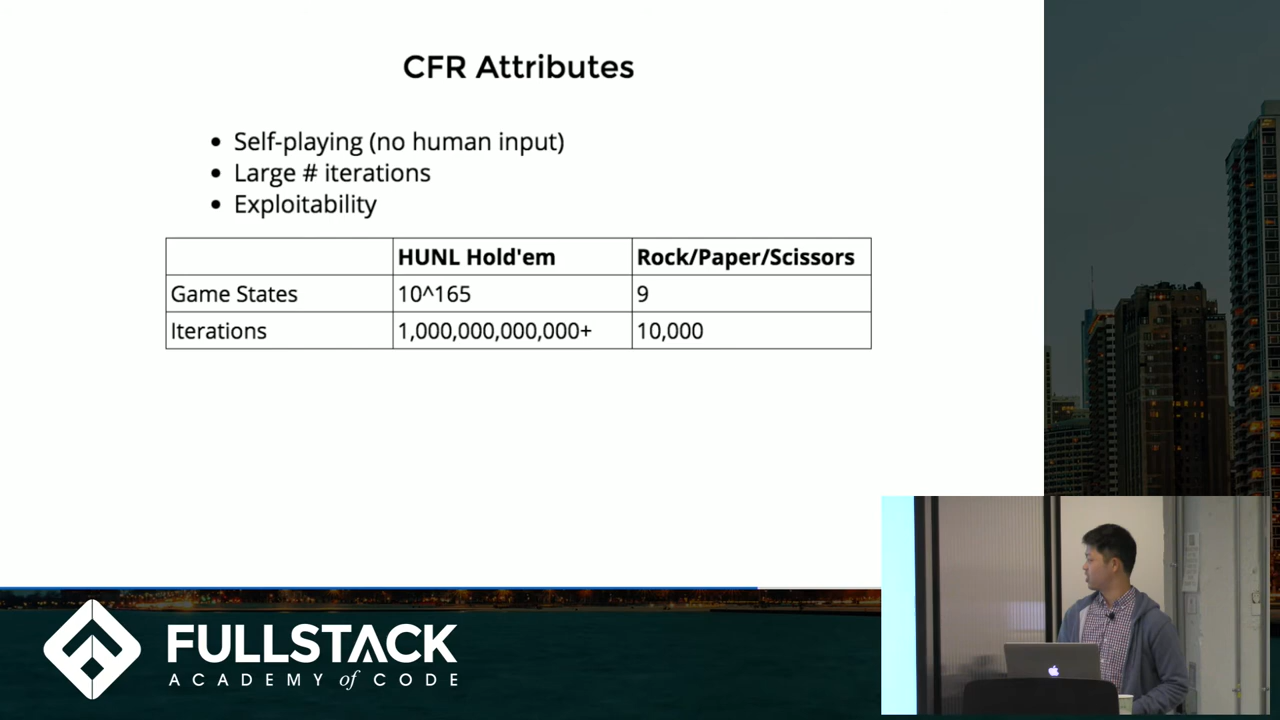 CFR Attributes
• Self-playing (no human input)
• Large # iterations
• Exploitability
HUNL Hold'em Rock/Paper/Scissors
Game States 10^165 9
Iterations 1,000,000,000,000+ 10,000
FULLSTACK
ACADEMY of CODE